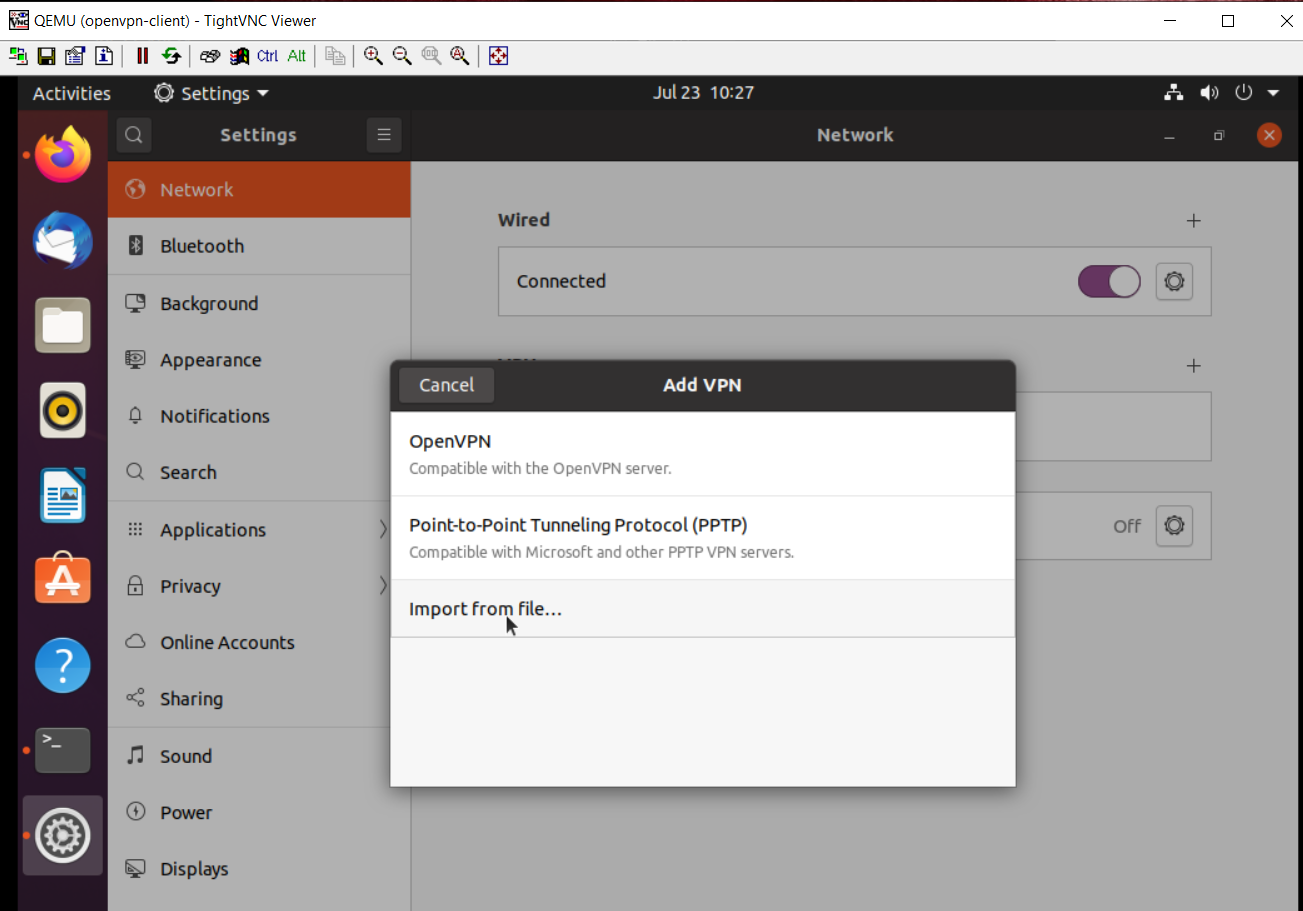 QEMU (openvpn-client) - TightVNC Viewer
Ctrl Alt
Activities Settings Jul 23 10:27
Settings Network
Network
Bluetooth
Background
Appearance
Notifications
Search
Applications
Privacy
Online Accounts
Sharing
Sound
Power
Displays
Wired
Connected
Cancel Add VPN
OpenVPN
Compatible with the OpenVPN server.
Point-to-Point Tunneling Protocol (PPTP)
Compatible with Microsoft and other PPTP VPN servers.
Import from file...
Off